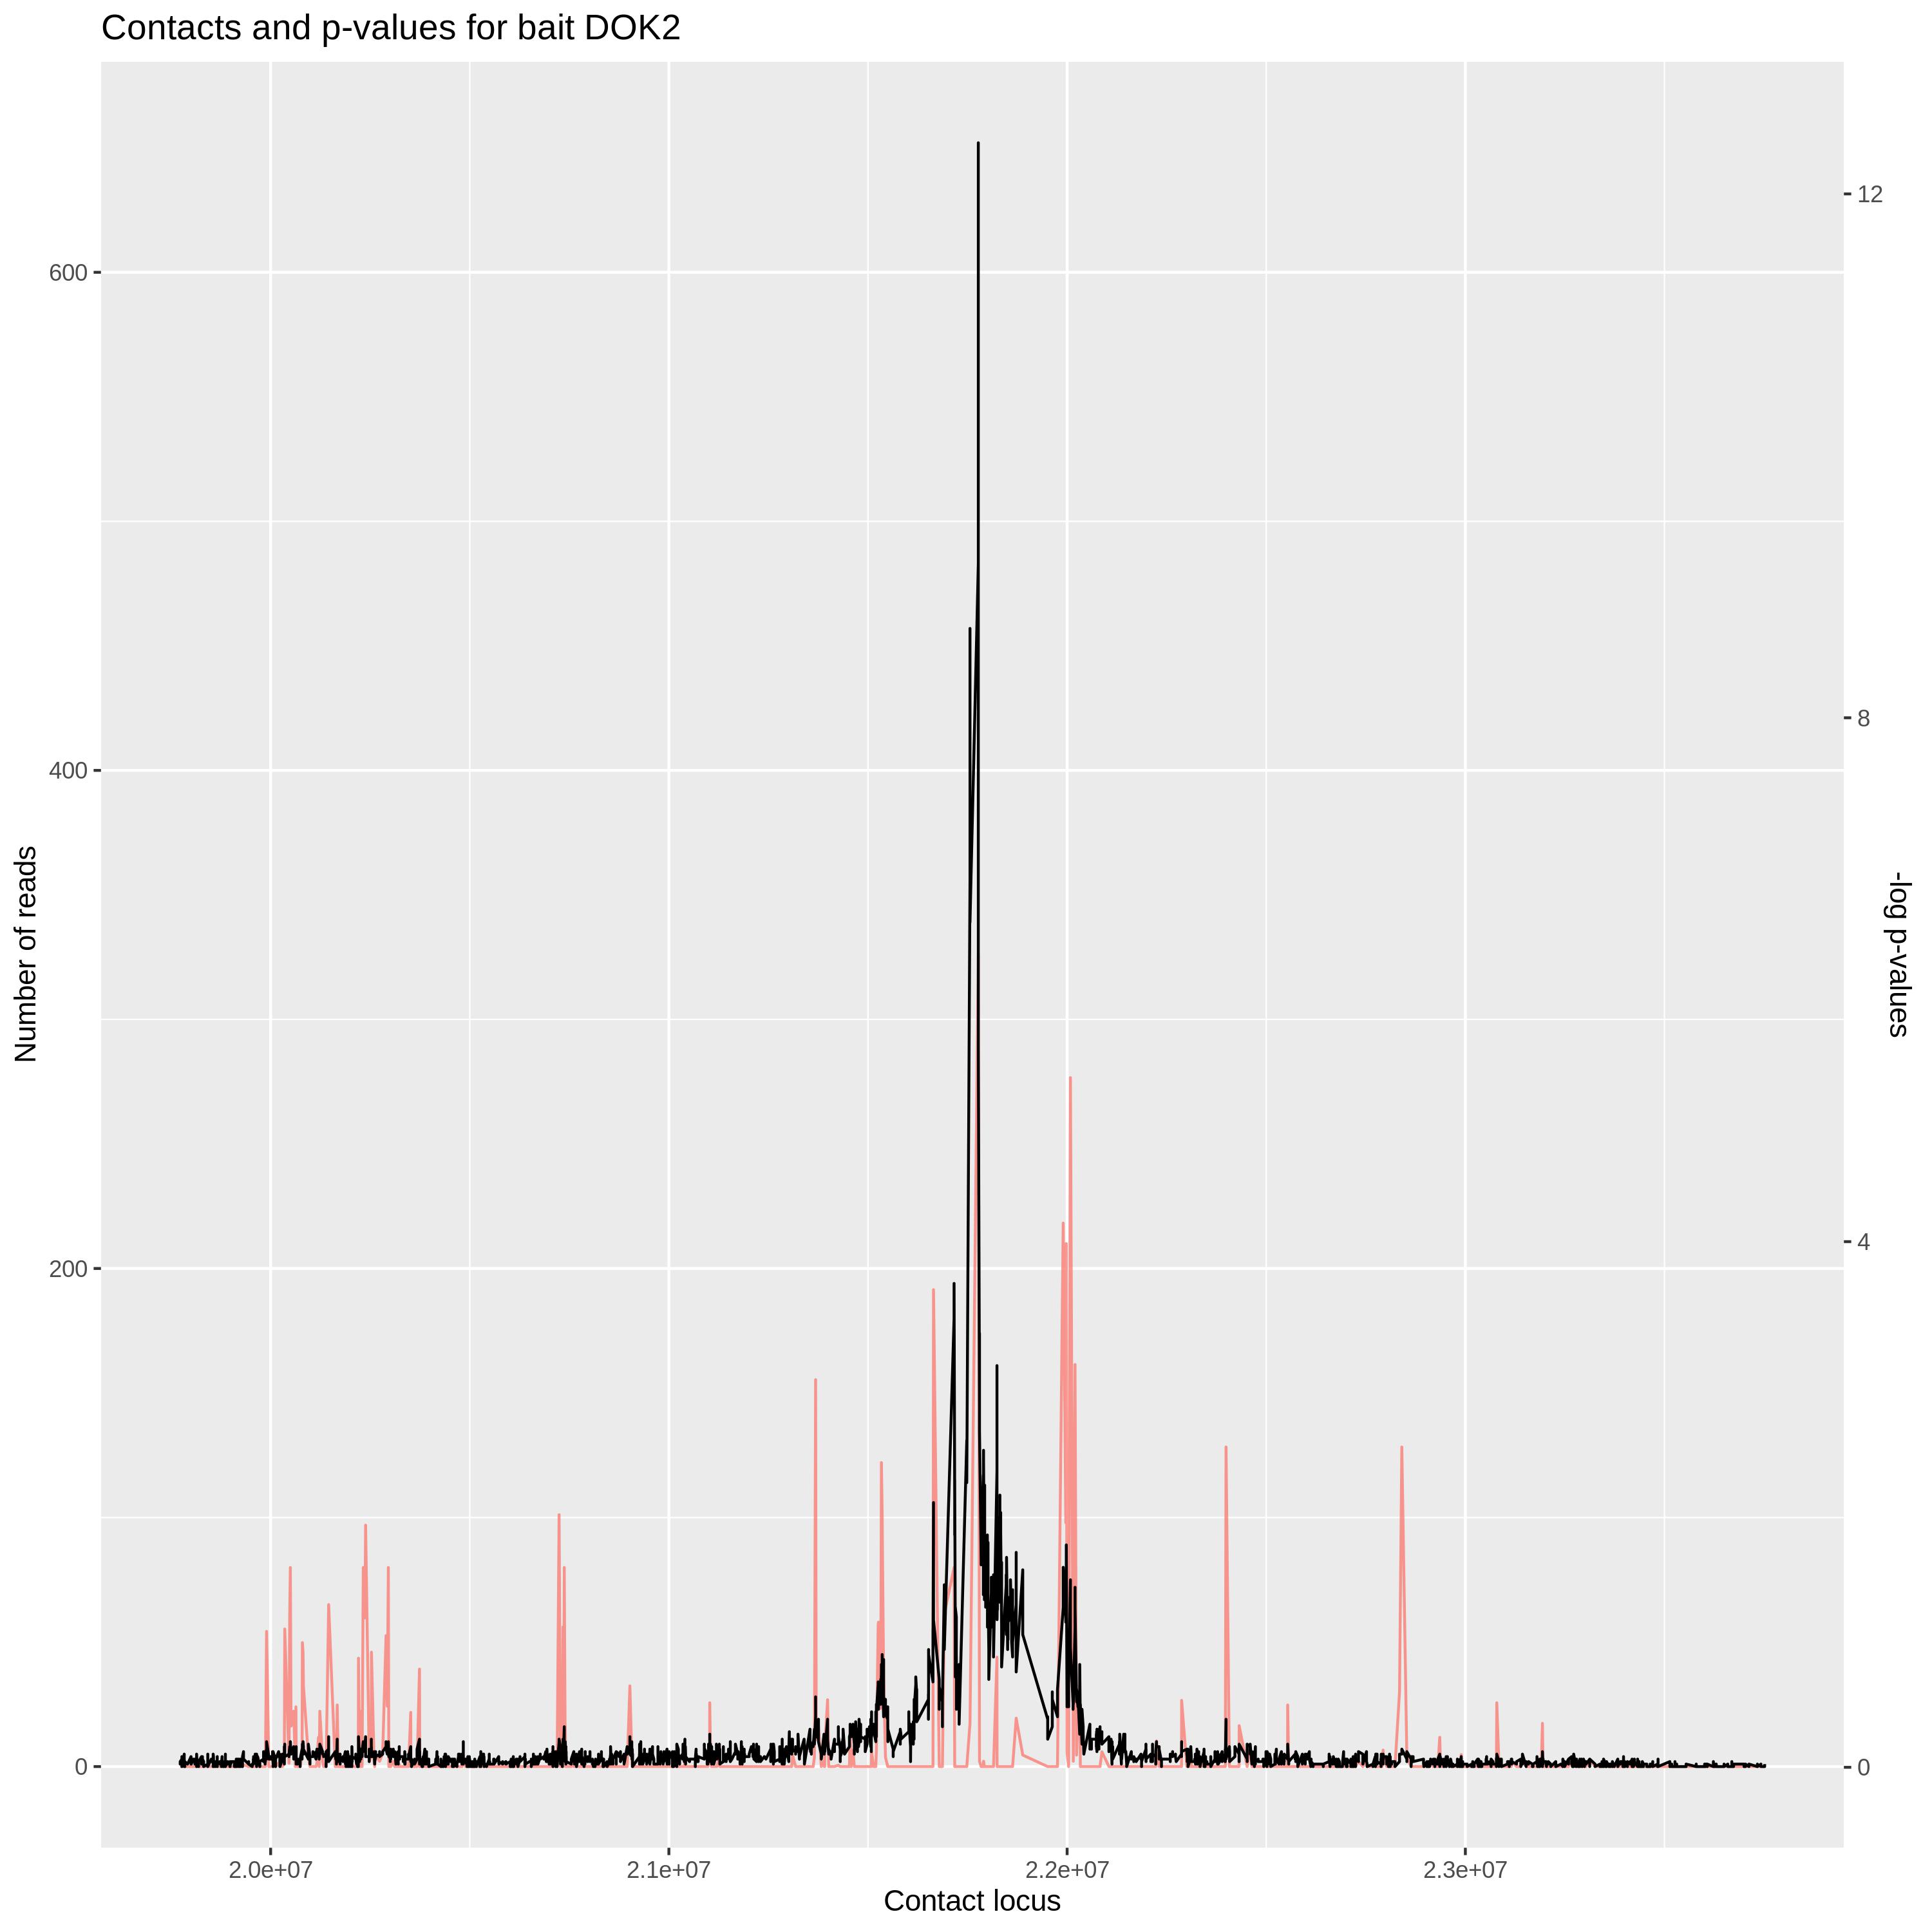 Contacts and p-values for bait DOK2
Number of reads
600
400
200
0
12
8
4
0
-log p-values
2.0e+07 2.1e+07 2.2e+07 2.3e+07
Contact locus